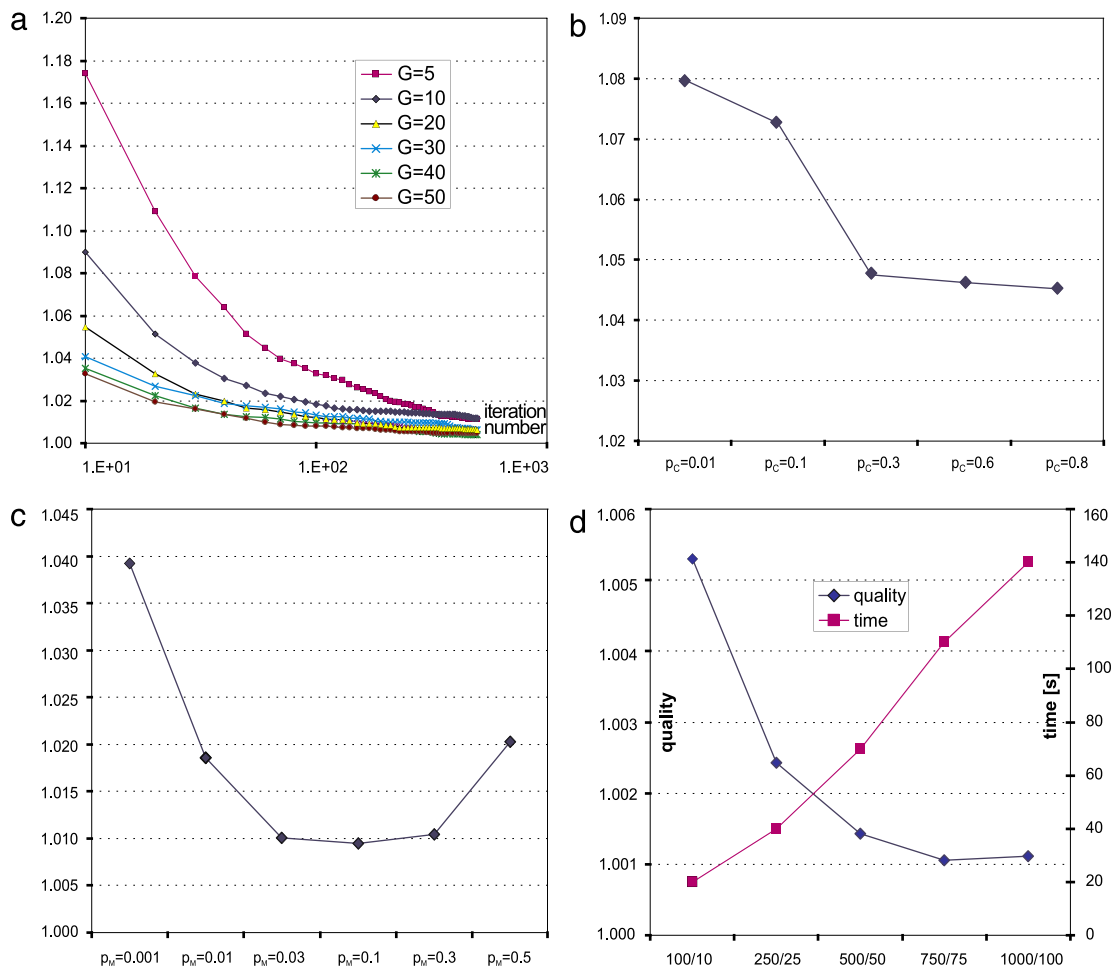 a
1.20
1.18
1.16
1.14
1.12
1.10
1.08
1.06
1.04
1.02
1.00
G=5
G=10
G=20
G=30
G=40
G=50
iteration
number
1.E+01
1.E+02
1.E+03
b
1.09
1.08
1.07
1.06
1.05
1.04
1.03
1.02
pC=0.01
pC=0.1
pC=0.3
pC=0.6
pC=0.8
c
1.045
1.040
1.035
1.030
1.025
1.020
1.015
1.010
1.005
1.000
pM=0.001
pM=0.01
pM=0.03
pM=0.1
pM=0.3
pM=0.5
d
1.006
1.005
1.004
1.003
1.002
1.001
1.000
quality
quality
time
time [s]
160
140
120
100
80
60
40
20
0
100/10
250/25
500/50
750/75
1000/100